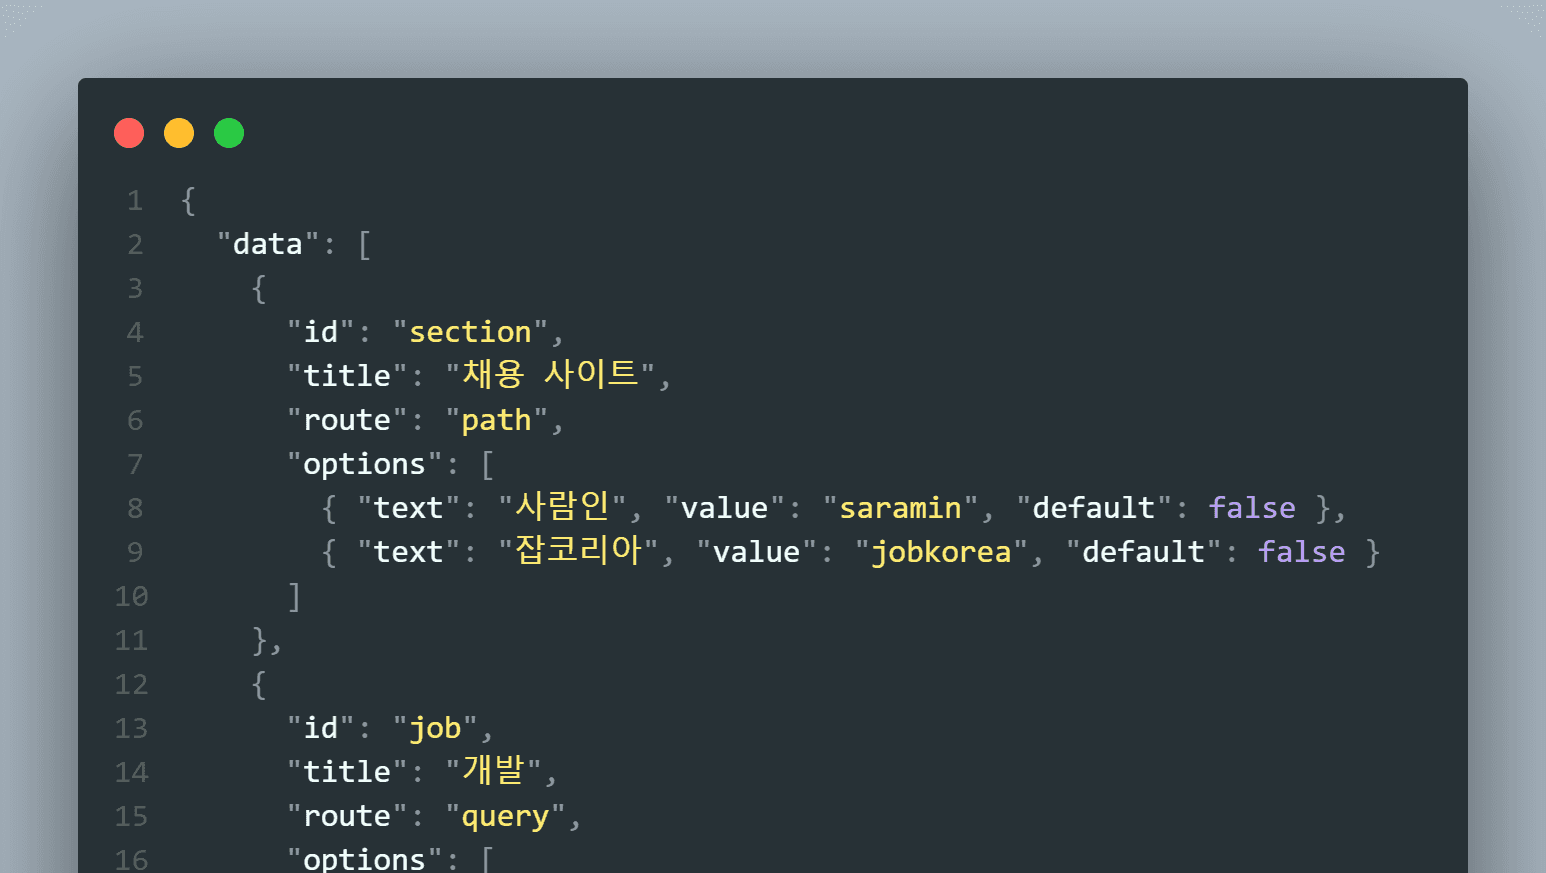 1 {
2 "data": [
3 {
4 "id": "section",
5 "title": "채용 사이트",
6 "route": "path",
7 "options": [
8 { "text": "사람인", "value": "saramin", "default": false },
9 { "text": "잡코리아", "value": "jobkorea", "default": false }
10 ]
11 },
12 {
13 "id": "job",
14 "title": "개발",
15 "route": "query",
16 "options": [